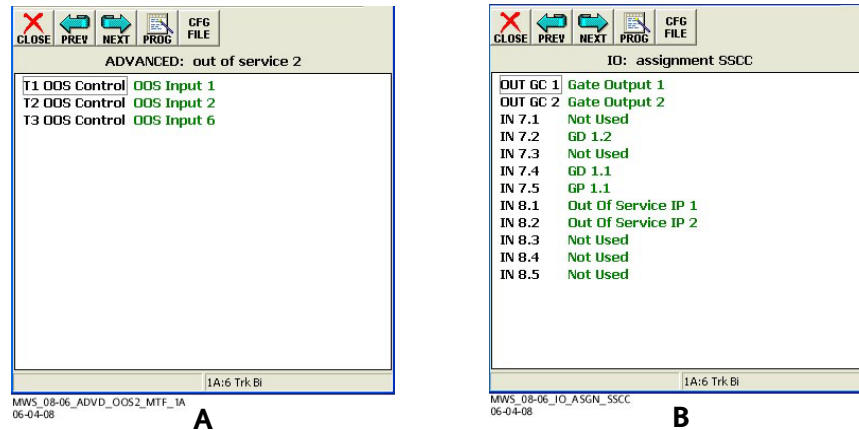 CLOSE PREV NEXT PROG CFG FILE
ADVANCED: out of service 2
T1 OOS Control OOS Input 1
T2 OOS Control OOS Input 2
T3 OOS Control OOS Input 6
1A:6 Trk Bi
MWS_08-06_ADVD_OOS2_MTF_1A
06-04-08
A
CLOSE PREV NEXT PROG CFG FILE
IO: assignment SSCC
OUT GC 1 Gate Output 1
OUT GC 2 Gate Output 2
IN 7.1 Not Used
IN 7.2 GD 1.2
IN 7.3 Not Used
IN 7.4 GD 1.1
IN 7.5 GP 1.1
IN 8.1 Out Of Service IP 1
IN 8.2 Out Of Service IP 2
IN 8.3 Not Used
IN 8.4 Not Used
IN 8.5 Not Used
1A:6 Trk Bi
MWS_08-06_IO_ASGN_SSCC
06-04-08
B